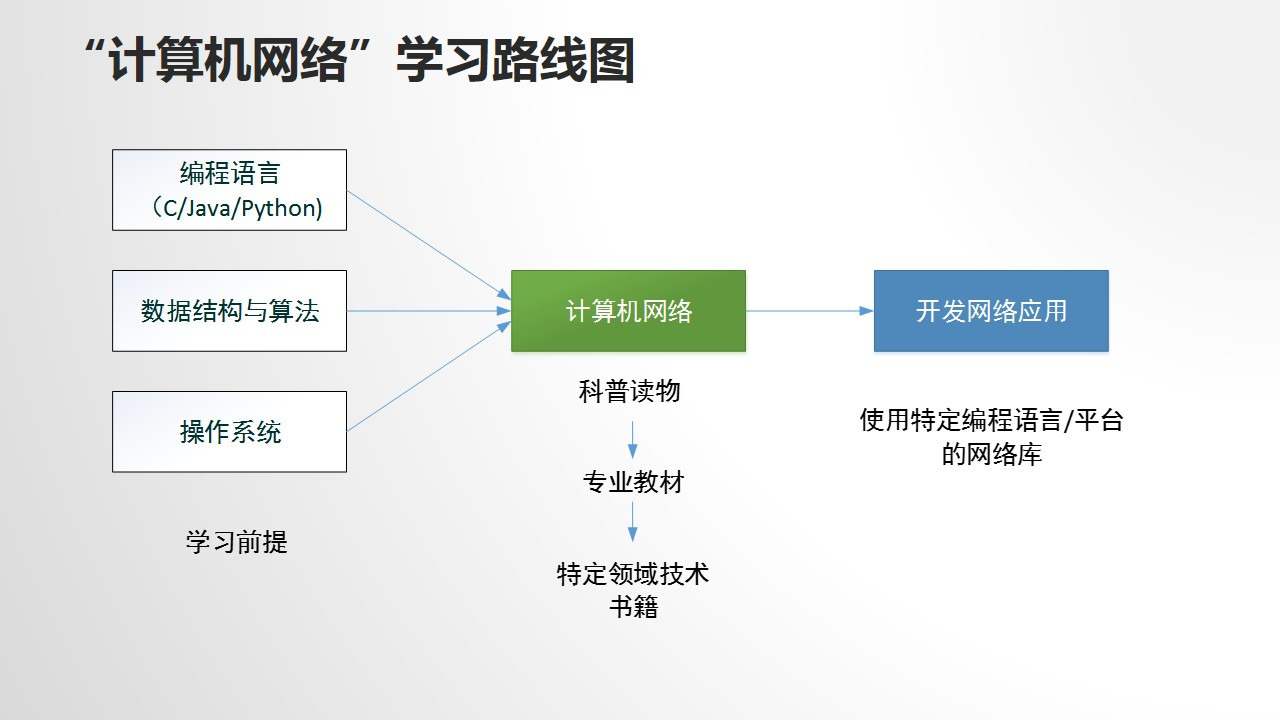 “计算机网络”学习路线图
编程语言
（C/Java/Python)
数据结构与算法
操作系统
学习前提
计算机网络
科普读物
专业教材
特定领域技术
书籍
开发网络应用
使用特定编程语言/平台
的网络库